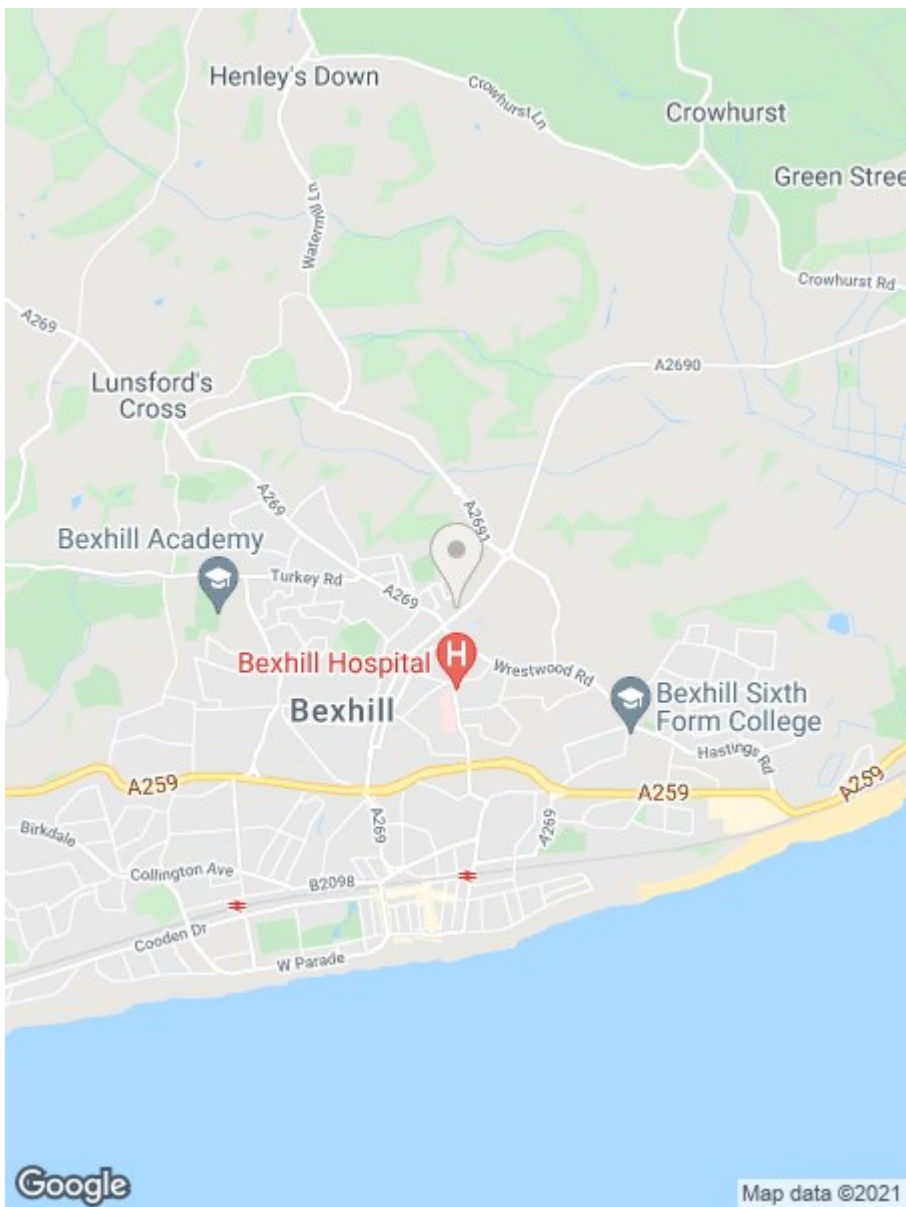 Henley's Down
Crowhurst Ln
Crowhurst
Green Stree
Watermill Ln
Crowhurst Rd
A269
A2690
Lunsford's
Cross
A269
A2691
Bexhill Academy
Turkey Rd
A269
Bexhill Hospital
H
Wrestwood Rd
Bexhill
Bexhill Sixth
Form College
Hastings Rd
A259
A259
A259
Birkdale
A269
A269
Collington Ave
B2098
Cooden Dr
W Parade
Google
Map data ©2021